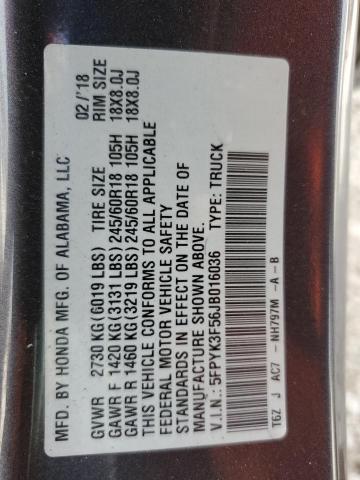 MFD. BY HONDA MFG. OF ALABAMA, LLC 02/'18
GVWR 2730 KG(6019 LBS) TIRE SIZE RIM SIZE
GAWR F 1420 KG(3131 LBS) 245/60R18 105H 18X8.0J
GAWR R 1460 KG(3219 LBS) 245/60R18 105H 18X8.0J
THIS VEHICLE CONFORMS TO ALL APPLICABLE
FEDERAL MOTOR VEHICLE SAFETY
STANDARDS IN EFFECT ON THE DATE OF
MANUFACTURE SHOWN ABOVE.
V.I.N.: 5FPYK3F56JB016036 TYPE: TRUCK
T6Z J AC7 - NH797M -A -B